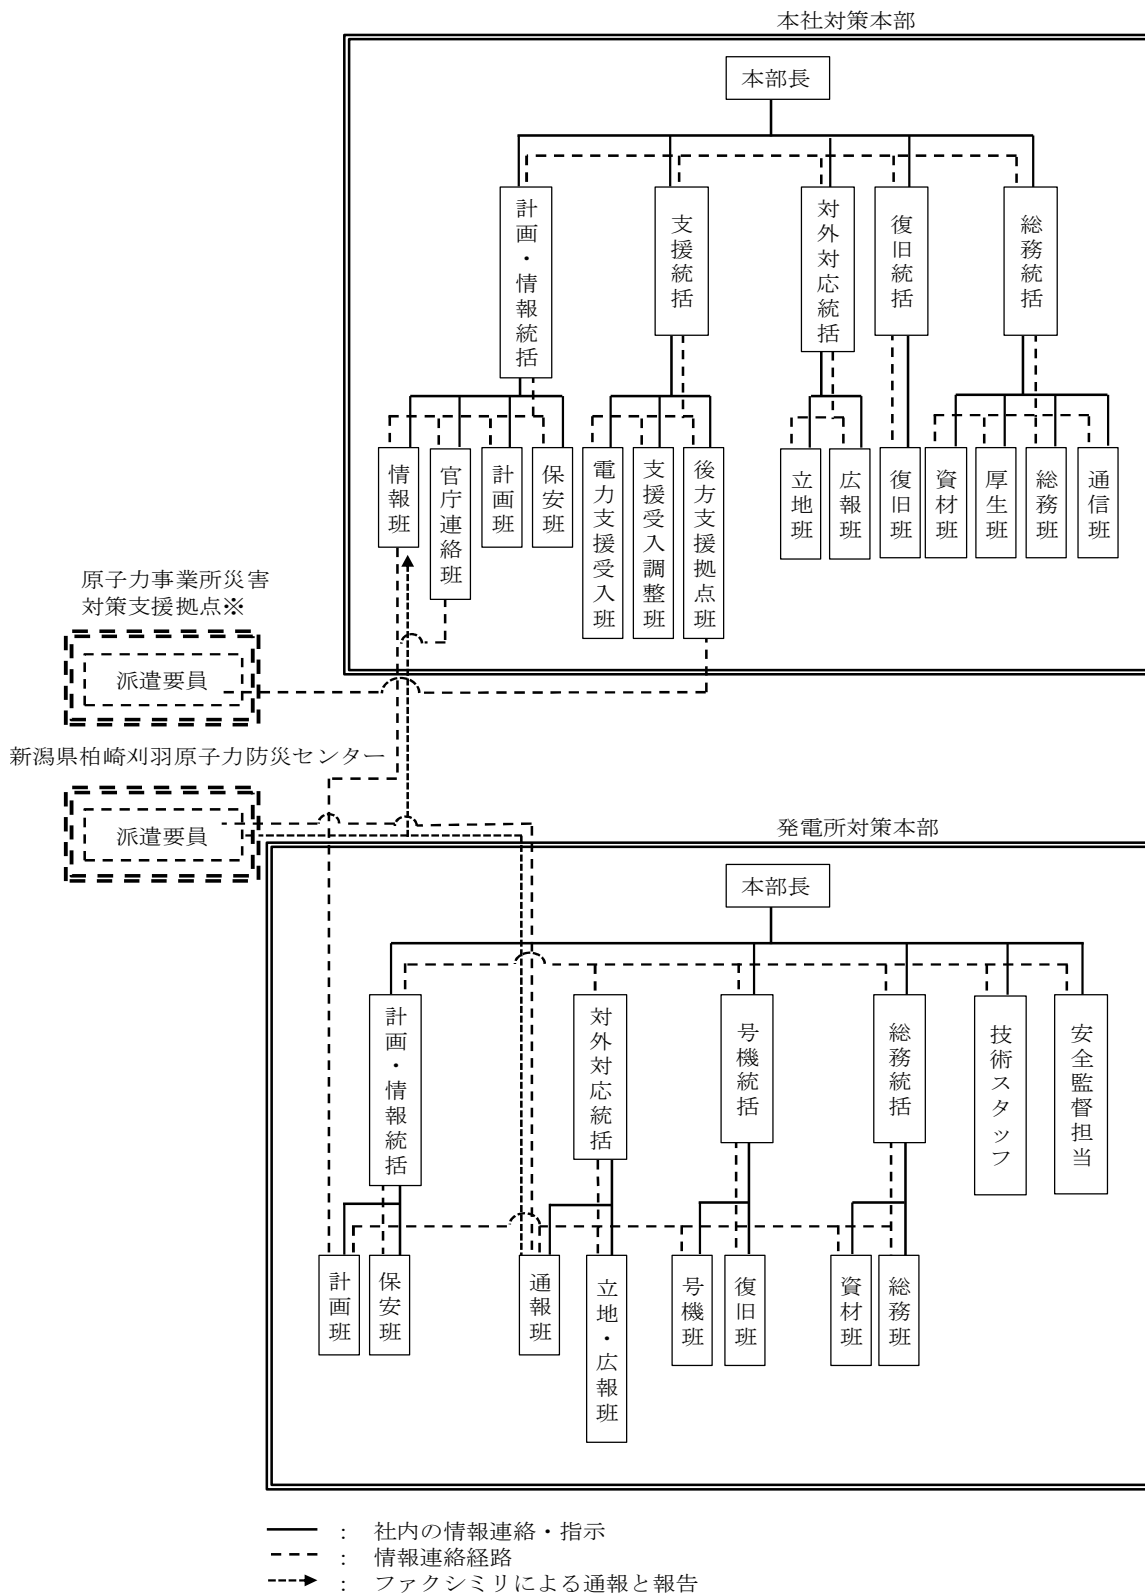 本社対策本部
本部長
計画・情報統括
支援統括
対外対応統括
復旧統括
総務統括
情報班
官庁連絡班
計画班
保安班
電力支援受入班
支援受入調整班
後方支援拠点班
立地班
広報班
復旧班
資材班
厚生班
総務班
通信班
原子力事業所災害
対策支援拠点※
派遣要員
新潟県柏崎刈羽原子力防災センター
派遣要員
発電所対策本部
本部長
計画・情報統括
対外対応統括
号機統括
総務統括
技術スタッフ
安全監督担当
計画班
保安班
通報班
立地・広報班
号機班
復旧班
資材班
総務班
： 社内の情報連絡・指示
： 情報連絡経路
： ファクシミリによる通報と報告